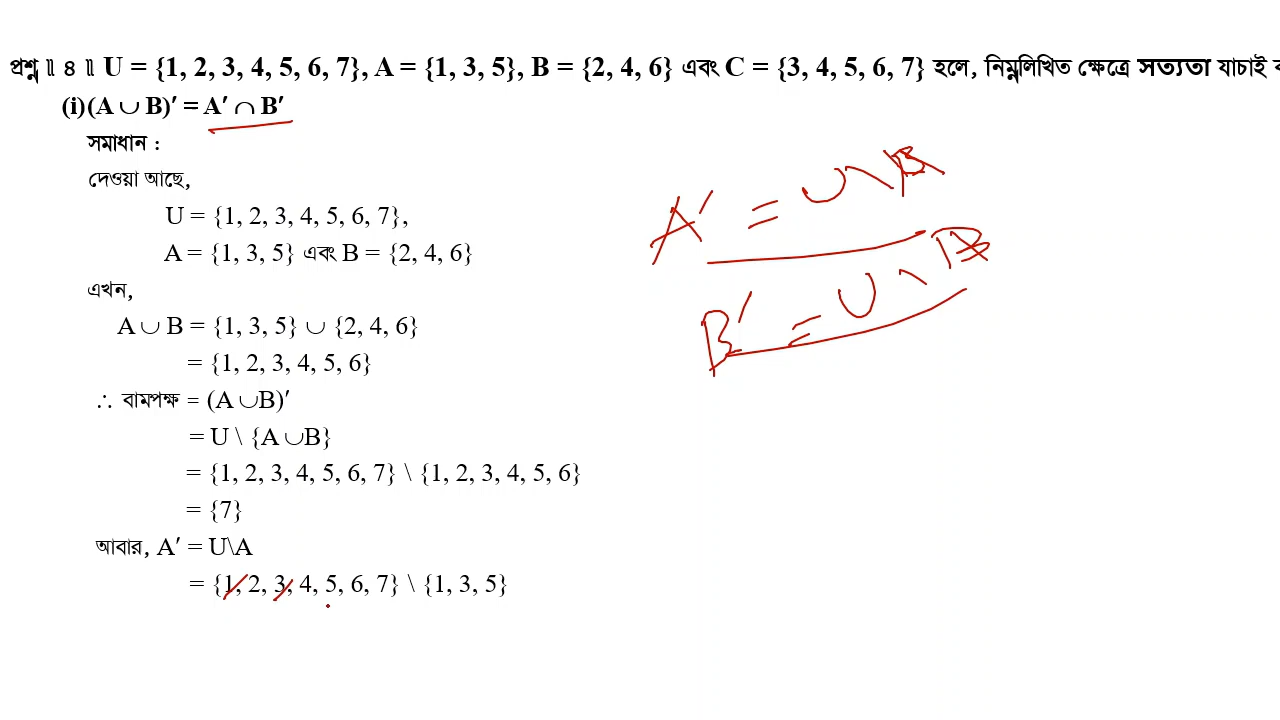 প্রশ্ন ॥ ৪ ॥ U = {1, 2, 3, 4, 5, 6, 7}, A = {1, 3, 5}, B = {2, 4, 6} এবং C = {3, 4, 5, 6, 7} হলে, নিম্নলিখিত ক্ষেত্রে সত্যতা যাচাই
(i)(A ∪ B)′ = A′ ∩ B′
সমাধান :
দেওয়া আছে,
U = {1, 2, 3, 4, 5, 6, 7},
A = {1, 3, 5} এবং B = {2, 4, 6}
এখন,
A ∪ B = {1, 3, 5} ∪ {2, 4, 6}
= {1, 2, 3, 4, 5, 6}
∴ বামপক্ষ = (A ∪B)′
= U \ {A ∪B}
= {1, 2, 3, 4, 5, 6, 7} \ {1, 2, 3, 4, 5, 6}
= {7}
আবার, A′ = U\A
= {1, 2, 3, 4, 5, 6, 7} \ {1, 3, 5}
A′ = U \
B′ = U \ B